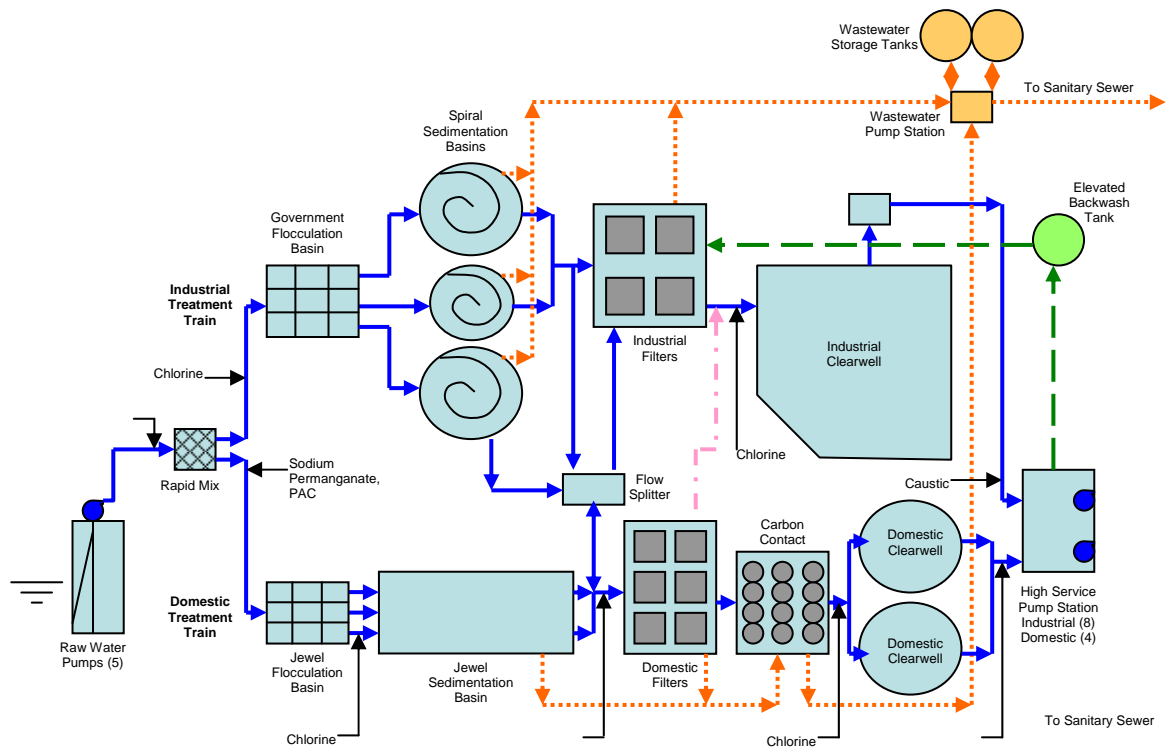 Wastewater
Storage Tanks
To Sanitary Sewer
Wastewater
Pump Station
Spiral
Sedimentation
Basins
Elevated
Backwash
Tank
Government
Flocculation
Basin
Industrial
Treatment
Train
Industrial
Filters
Industrial
Clearwell
Chlorine
Chlorine
Rapid Mix
Sodium
Permanganate,
PAC
Flow
Splitter
Caustic
Carbon
Contact
Domestic
Clearwell
Domestic
Treatment
Train
High Service
Pump Station
Industrial (8)
Domestic (4)
Raw Water
Pumps (5)
Jewel
Flocculation
Basin
Jewel
Sedimentation
Basin
Domestic
Filters
Domestic
Clearwell
To Sanitary Sewer
Chlorine
Chlorine